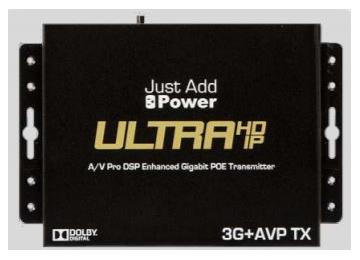 Just Add
Power
ULTRA HD IP
A/V Pro DSP Enhanced Gigabit POE Transmitter
DOLBY
DIGITAL
3G+AVP TX